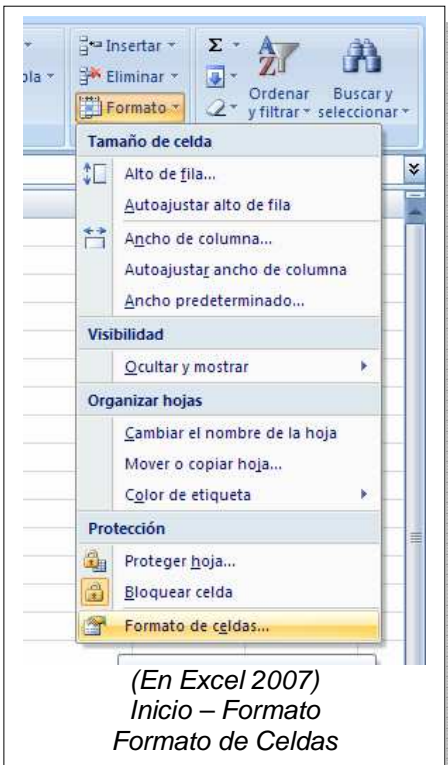 Insertar
Σ
ola
Eliminar
Formato
Ordenar y filtrar
Buscar y seleccionar
Tamaño de celda
Alto de fila...
Autoajustar alto de fila
Ancho de columna...
Autoajustar ancho de columna
Ancho predeterminado...
Visibilidad
Ocultar y mostrar
Organizar hojas
Cambiar el nombre de la hoja
Mover o copiar hoja...
Color de etiqueta
Protección
Proteger hoja...
Bloquear celda
Formato de celdas...
(En Excel 2007)
Inicio – Formato
Formato de Celdas